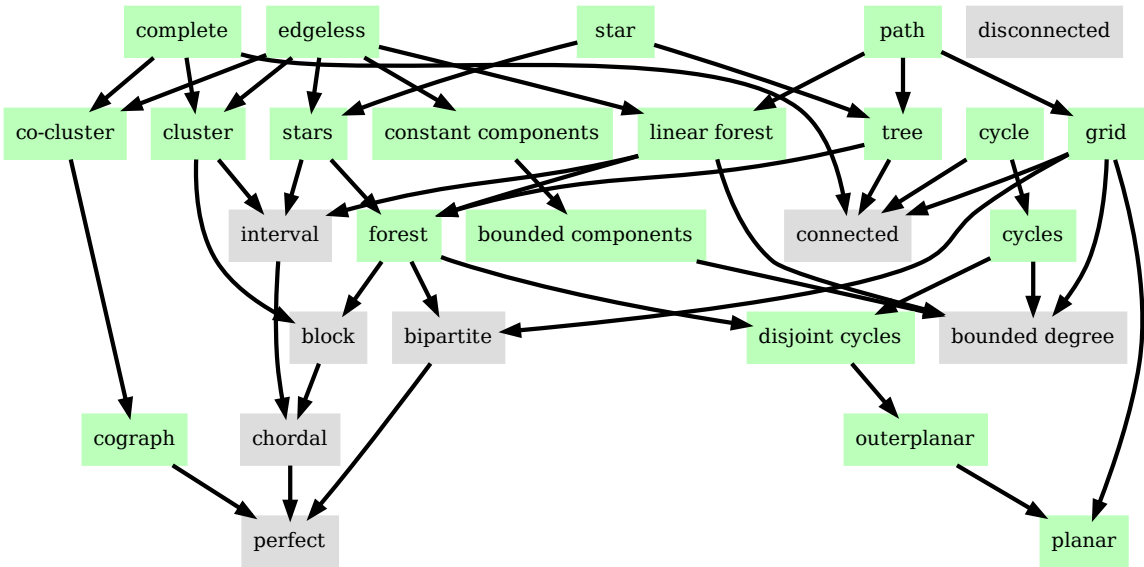 complete
edgeless
star
path
disconnected
co-cluster
cluster
stars
constant components
linear forest
tree
cycle
grid
interval
forest
bounded components
connected
cycles
block
bipartite
disjoint cycles
bounded degree
cograph
chordal
outerplanar
perfect
planar